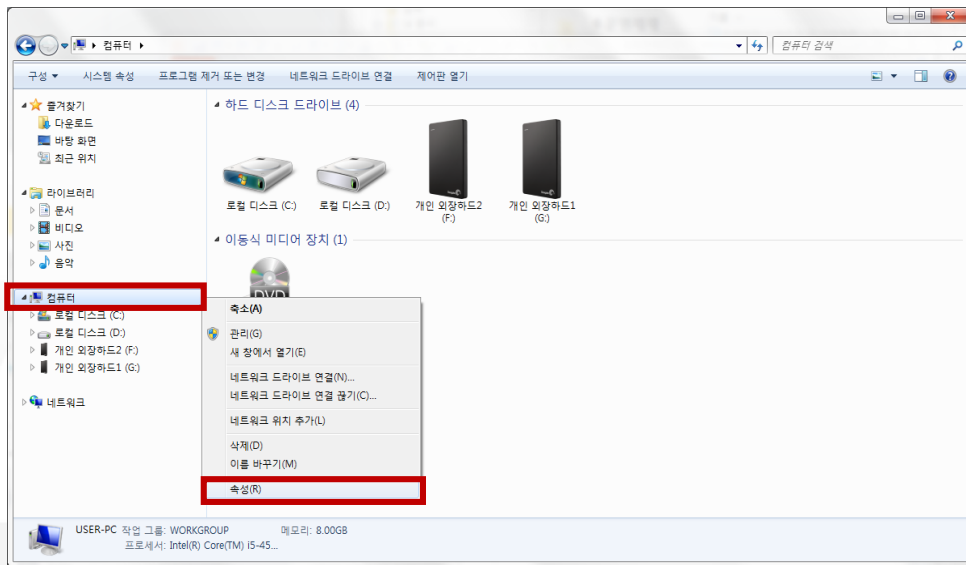 컴퓨터
컴퓨터 검색
구성 시스템 속성 프로그램 제거 또는 변경 네트워크 드라이브 연결 제어판 열기
즐겨찾기
다운로드
바탕 화면
최근 위치
라이브러리
문서
비디오
사진
음악
컴퓨터
로컬 디스크 (C:)
로컬 디스크 (D:)
개인 외장하드2 (F:)
개인 외장하드1 (G:)
네트워크
하드 디스크 드라이브 (4)
로컬 디스크 (C:)
로컬 디스크 (D:)
개인 외장하드2
(F:)
개인 외장하드1
(G:)
이동식 미디어 장치 (1)
DVD
축소(A)
관리(G)
새 창에서 열기(E)
네트워크 드라이브 연결(N)...
네트워크 드라이브 연결 끊기(C)...
네트워크 위치 추가(L)
삭제(D)
이름 바꾸기(M)
속성(R)
USER-PC 작업 그룹: WORKGROUP 메모리: 8.00GB
프로세서: Intel(R) Core(TM) i5-45...